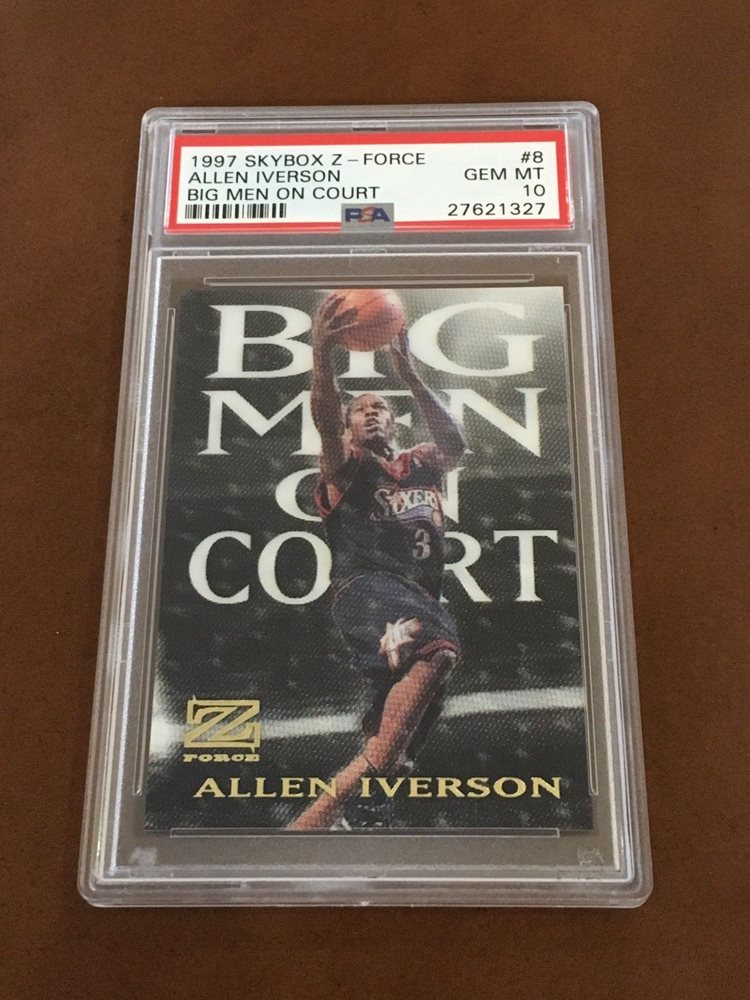 1997 SKYBOX Z-FORCE #8
ALLEN IVERSON GEM MT
BIG MEN ON COURT 10
PSA 27621327
BIG
MEN
ON
COURT
SIXERS
3
Z
FORCE
ALLEN IVERSON